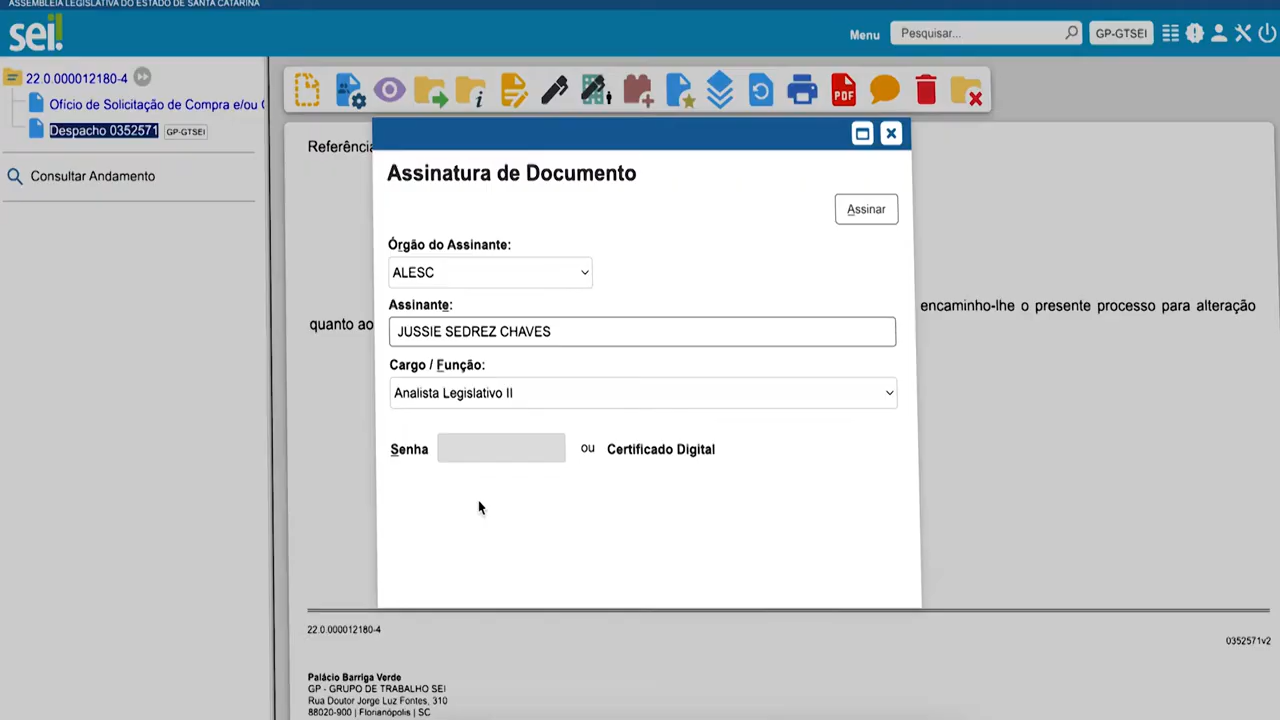 ASSEMBLEIA LEGISLATIVA DO ESTADO DE SANTA CATARINA
sei!
Menu
Pesquisar...
GP-GTSEI
22.0.000012180-4
Ofício de Solicitação de Compra e/ou
Despacho 0352571
GP-GTSEI
Consultar Andamento
PDF
Referência
Assinatura de Documento
Assinar
Órgão do Assinante:
ALESC
Assinante:
JUSSIE SEDREZ CHAVES
Cargo / Função:
Analista Legislativo II
Senha ou Certificado Digital
encaminho-lhe o presente processo para alteração
quanto ao
22.0.000012180-4
0352571v2
Palácio Barriga Verde
GP - GRUPO DE TRABALHO SEI
Rua Doutor Jorge Luz Fontes, 310
88020-900 | Florianópolis | SC